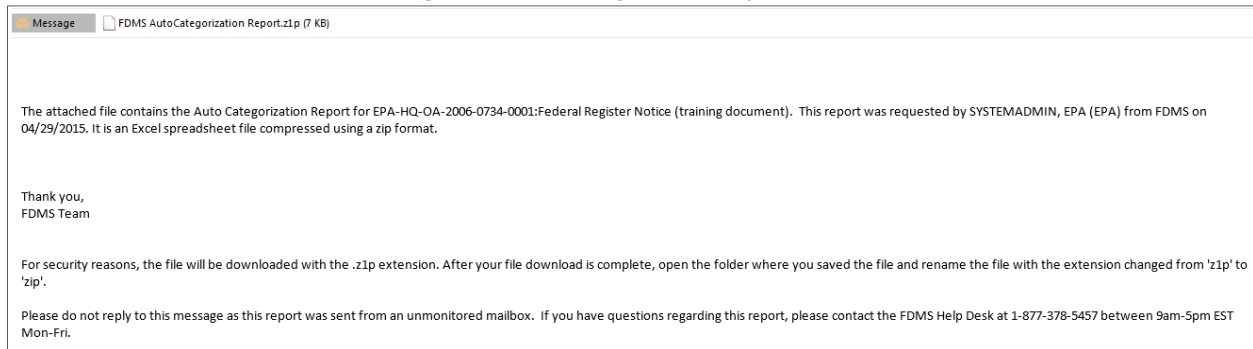 Message FDMS AutoCategorization Report.z1p (7 KB)
The attached file contains the Auto Categorization Report for EPA-HQ-OA-2006-0734-0001:Federal Register Notice (training document). This report was requested by SYSTEMADMIN, EPA (EPA) from FDMS on
04/29/2015. It is an Excel spreadsheet file compressed using a zip format.
Thank you,
FDMS Team
For security reasons, the file will be downloaded with the .z1p extension. After your file download is complete, open the folder where you saved the file and rename the file with the extension changed from 'z1p' to
'zip'.
Please do not reply to this message as this report was sent from an unmonitored mailbox. If you have questions regarding this report, please contact the FDMS Help Desk at 1-877-378-5457 between 9am-5pm EST
Mon-Fri.